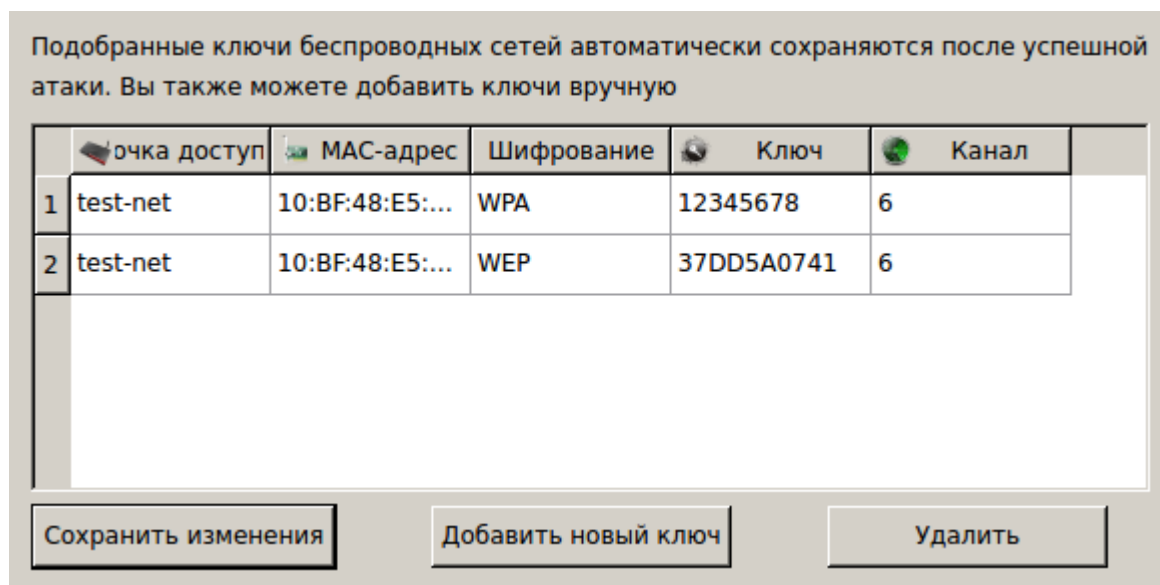 Подобранные ключи беспроводных сетей автоматически сохраняются после успешной
атаки. Вы также можете добавить ключи вручную
очка доступ MAC-адрес Шифрование Ключ Канал
1 test-net 10:BF:48:E5:... WPA 12345678 6
2 test-net 10:BF:48:E5:... WEP 37DD5A0741 6
Сохранить изменения Добавить новый ключ Удалить